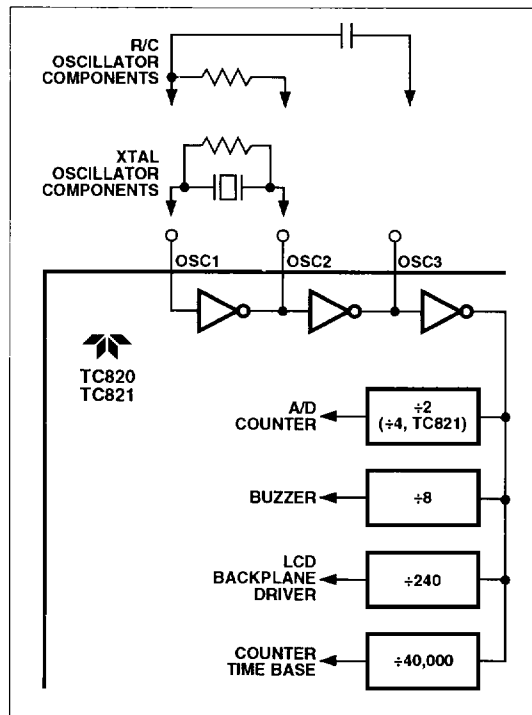 R/C
OSCILLATOR
COMPONENTS
XTAL
OSCILLATOR
COMPONENTS
OSC1
OSC2
OSC3
TC820
TC821
A/D
COUNTER
÷2
(÷4, TC821)
BUZZER
÷8
LCD
BACKPLANE
DRIVER
÷240
COUNTER
TIME BASE
÷40,000